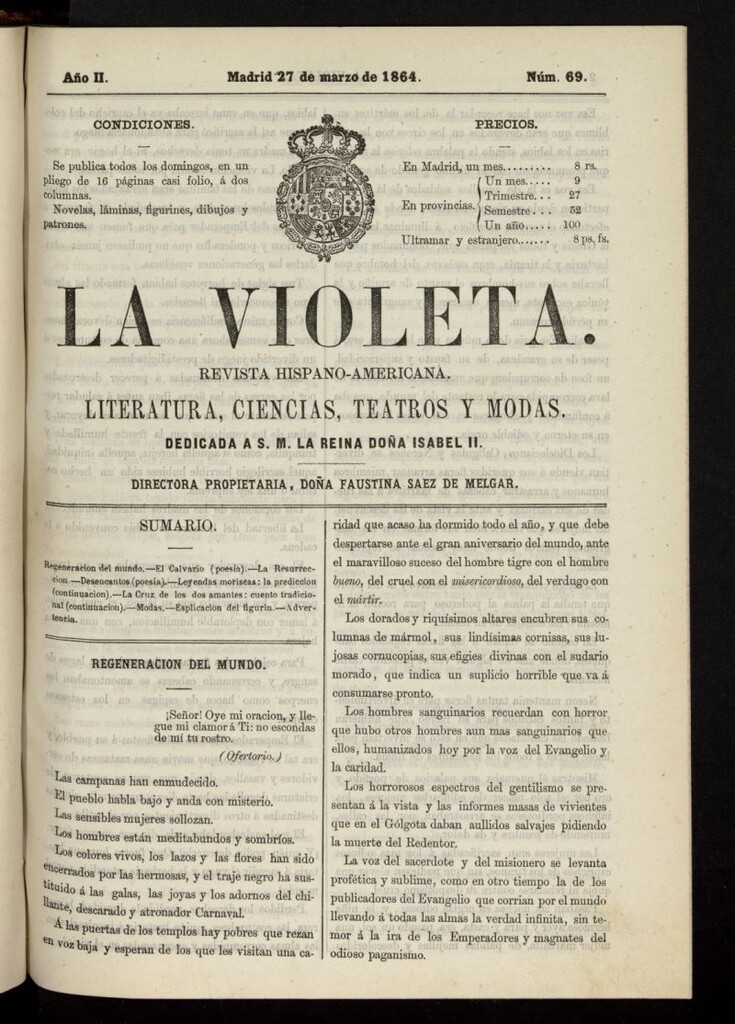 Año II.
Madrid 27 de marzo de 1864.
Núm. 69.
CONDICIONES.
Se publica todos los domingos, en un
pliego de 16 páginas casi folio, á dos
columnas.
Novelas, láminas, figurines, dibujos y
patrones.
PRECIOS.
En Madrid, un mes......... 8 rs.
En provincias.
Un mes..... 9
Trimestre... 27
Semestre... 52
Un año..... 100
Ultramar y estranjero...... 8 ps. fs.
LA VIOLETA.
REVISTA HISPANO-AMERICANA.
LITERATURA, CIENCIAS, TEATROS Y MODAS.
DEDICADA A S. M. LA REINA DOÑA ISABEL II.
DIRECTORA PROPIETARIA, DOÑA FAUSTINA SAEZ DE MELGAR.
SUMARIO.
Regeneracion del mundo.—El Calvario (poesía).—La Resurrec-
cion.—Desencantos (poesía).—Leyendas moriscas: la prediccion
(continuacion).—La Cruz de los dos amantes: cuento tradicio-
nal (continuacion).—Modas.—Esplicacion del figurin.—Adver-
tencia.
REGENERACION DEL MUNDO.
¡Señor! Oye mi oracion, y lle-
gue mi clamor á Ti: no escondas
de mí tu rostro.
(Ofertorio.)
Las campanas han enmudecido.
El pueblo habla bajo y anda con misterio.
Las sensibles mujeres sollozan.
Los hombres están meditabundos y sombríos.
Los colores vivos, los lazos y las flores han sido
encerrados por las hermosas, y el traje negro ha sus-
tituido á las galas, las joyas y los adornos del chi-
llante, descarado y atronador Carnaval.
A las puertas de los templos hay pobres que rezan
en voz baja y esperan de los que les visitan una ca-
ridad que acaso ha dormido todo el año, y que debe
despertarse ante el gran aniversario del mundo, ante
el maravilloso suceso del hombre tigre con el hombre
bueno, del cruel con el misericordioso, del verdugo con
el mártir.
Los dorados y riquísimos altares encubren sus co-
lumnas de mármol, sus lindísimas cornisas, sus lu-
josas cornucopias, sus efigies divinas con el sudario
morado, que indica un suplicio horrible que va á
consumarse pronto.
Los hombres sanguinarios recuerdan con horror
que hubo otros hombres aun mas sanguinarios que
ellos, humanizados hoy por la voz del Evangelio y
la caridad.
Los horrorosos espectros del gentilismo se pre-
sentan á la vista y las informes masas de vivientes
que en el Gólgota daban aullidos salvajes pidiendo
la muerte del Redentor.
La voz del sacerdote y del misionero se levanta
profética y sublime, como en otro tiempo la de los
publicadores del Evangelio que corrian por el mundo
llevando á todas las almas la verdad infinita, sin te-
mor á la ira de los Emperadores y magnates del
odioso paganismo.